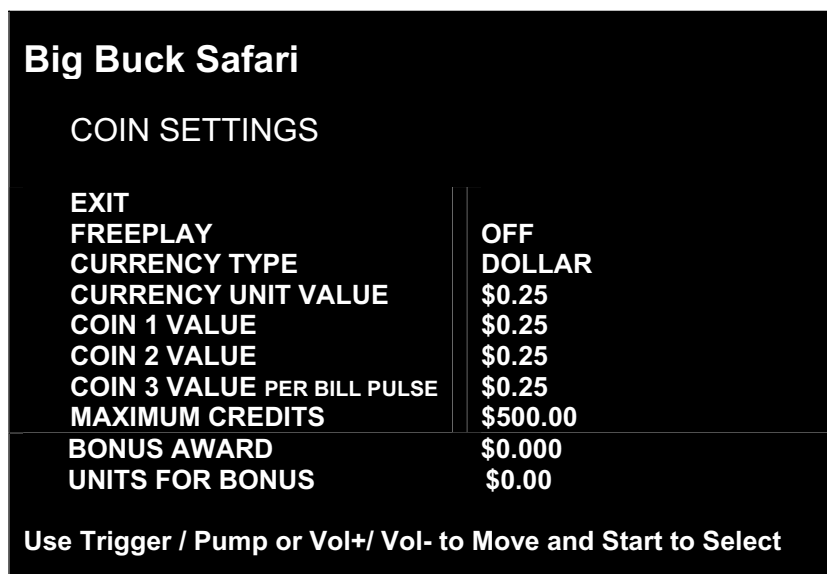 Big Buck Safari
COIN SETTINGS
EXIT
FREEPLAY OFF
CURRENCY TYPE DOLLAR
CURRENCY UNIT VALUE $0.25
COIN 1 VALUE $0.25
COIN 2 VALUE $0.25
COIN 3 VALUE PER BILL PULSE $0.25
MAXIMUM CREDITS $500.00
BONUS AWARD $0.000
UNITS FOR BONUS $0.00
Use Trigger / Pump or Vol+/ Vol- to Move and Start to Select